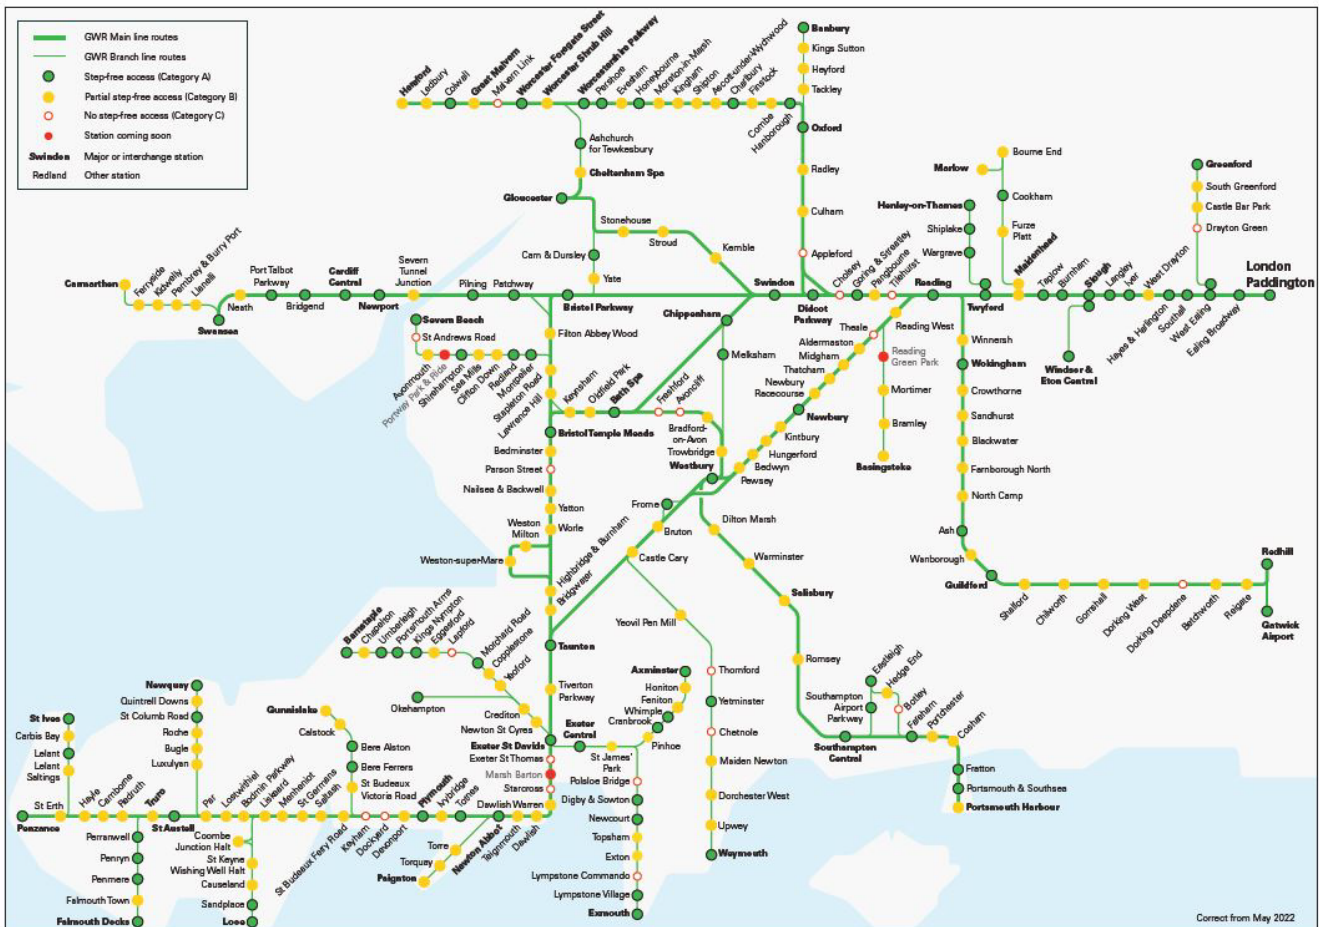 GWR Main line routes
GWR Branch line routes
Step-free access (Category A)
Partial step-free access (Category B)
No step-free access (Category C)
Station coming soon
Swindon Major or interchange station
Redland Other station
Hereford
Ledbury
Colwall
Great Malvern
Malvern Link
Worcester Foregate Street
Worcester Shrub Hill
Worcestershire Parkway
Pershore
Evesham
Honeybourne
Moreton-in-Marsh
Kingham
Shipton
Ascott-under-Wychwood
Charlbury
Finstock
Combe
Hanborough
Banbury
Kings Sutton
Heyford
Tackley
Oxford
Radley
Culham
Appleford
Ashchurch
for Tewkesbury
Cheltenham Spa
Gloucester
Stonehouse
Stroud
Kemble
Cam & Dursley
Yate
Marlow
Bourne End
Cookham
Furze
Platt
Maidenhead
Henley-on-Thames
Shiplake
Wargrave
Greenford
South Greenford
Castle Bar Park
Drayton Green
Carmarthen
Ferryside
Kidwelly
Pembrey & Burry Port
Llanelli
Swansea
Neath
Port Talbot
Parkway
Bridgend
Cardiff
Central
Newport
Severn
Tunnel
Junction
Pilning
Patchway
Bristol Parkway
Swindon
Didcot
Parkway
Cholsey
Goring & Streatley
Pangbourne
Tilehurst
Reading
Twyford
Taplow
Burnham
Slough
Langley
Iver
West Drayton
Hayes & Harlington
Southall
West Ealing
Ealing Broadway
London
Paddington
Windsor &
Eton Central
Severn Beach
St Andrews Road
Avonmouth
Portway Park & Ride
Shirehampton
Sea Mills
Clifton Down
Redland
Montpelier
Stapleton Road
Lawrence Hill
Filton Abbey Wood
Chippenham
Melksham
Keynsham
Oldfield Park
Bath Spa
Freshford
Avoncliff
Bradford-
on-Avon
Trowbridge
Westbury
Reading West
Theale
Aldermaston
Midgham
Thatcham
Newbury
Racecourse
Newbury
Kintbury
Hungerford
Bedwyn
Pewsey
Reading
Green Park
Mortimer
Bramley
Basingstoke
Winnersh
Wokingham
Crowthorne
Sandhurst
Blackwater
Farnborough North
North Camp
Ash
Wanborough
Guildford
Shalford
Chilworth
Gomshall
Dorking West
Dorking Deepdene
Betchworth
Reigate
Redhill
Gatwick
Airport
Bristol Temple Meads
Bedminster
Parson Street
Nailsea & Backwell
Yatton
Worle
Weston
Milton
Weston-super-Mare
Highbridge & Burnham
Bridgwater
Taunton
Tiverton
Parkway
Frome
Bruton
Castle Cary
Dilton Marsh
Warminster
Salisbury
Romsey
Southampton
Central
Southampton
Airport
Parkway
Eastleigh
Hedge End
Botley
Fareham
Portchester
Cosham
Fratton
Portsmouth & Southsea
Portsmouth Harbour
Yeovil Pen Mill
Thornford
Yetminster
Chetnole
Maiden Newton
Dorchester West
Upwey
Weymouth
Barnstaple
Chapelton
Umberleigh
Portsmouth Arms
Kings Nympton
Eggesford
Lapford
Morchard Road
Copplestone
Yeoford
Okehampton
Crediton
Newton St Cyres
Exeter St Davids
Exeter
Central
Exeter St Thomas
Marsh Barton
Starcross
Dawlish Warren
Dawlish
Teignmouth
Newton Abbot
Axminster
Honiton
Feniton
Whimple
Cranbrook
Pinhoe
St James'
Park
Polsloe Bridge
Digby & Sowton
Newcourt
Topsham
Exton
Lympstone Commando
Lympstone Village
Exmouth
Torre
Torquay
Paignton
Totnes
Ivybridge
Plymouth
Devonport
Dockyard
Keyham
St Budeaux Ferry Road
Gunnislake
Calstock
Bere Alston
Bere Ferrers
St Budeaux
Victoria Road
Saltash
St Germans
Menheniot
Liskeard
Bodmin Parkway
Lostwithiel
Par
St Austell
Truro
Redruth
Camborne
Hayle
St Erth
Penzance
Newquay
Quintrell Downs
St Columb Road
Roche
Bugle
Luxulyan
St Ives
Carbis Bay
Lelant
Lelant
Saltings
Perranwell
Penryn
Penmere
Falmouth Town
Falmouth Docks
Coombe
Junction Halt
St Keyne
Wishing Well Halt
Causeland
Sandplace
Looe
Correct from May 2022